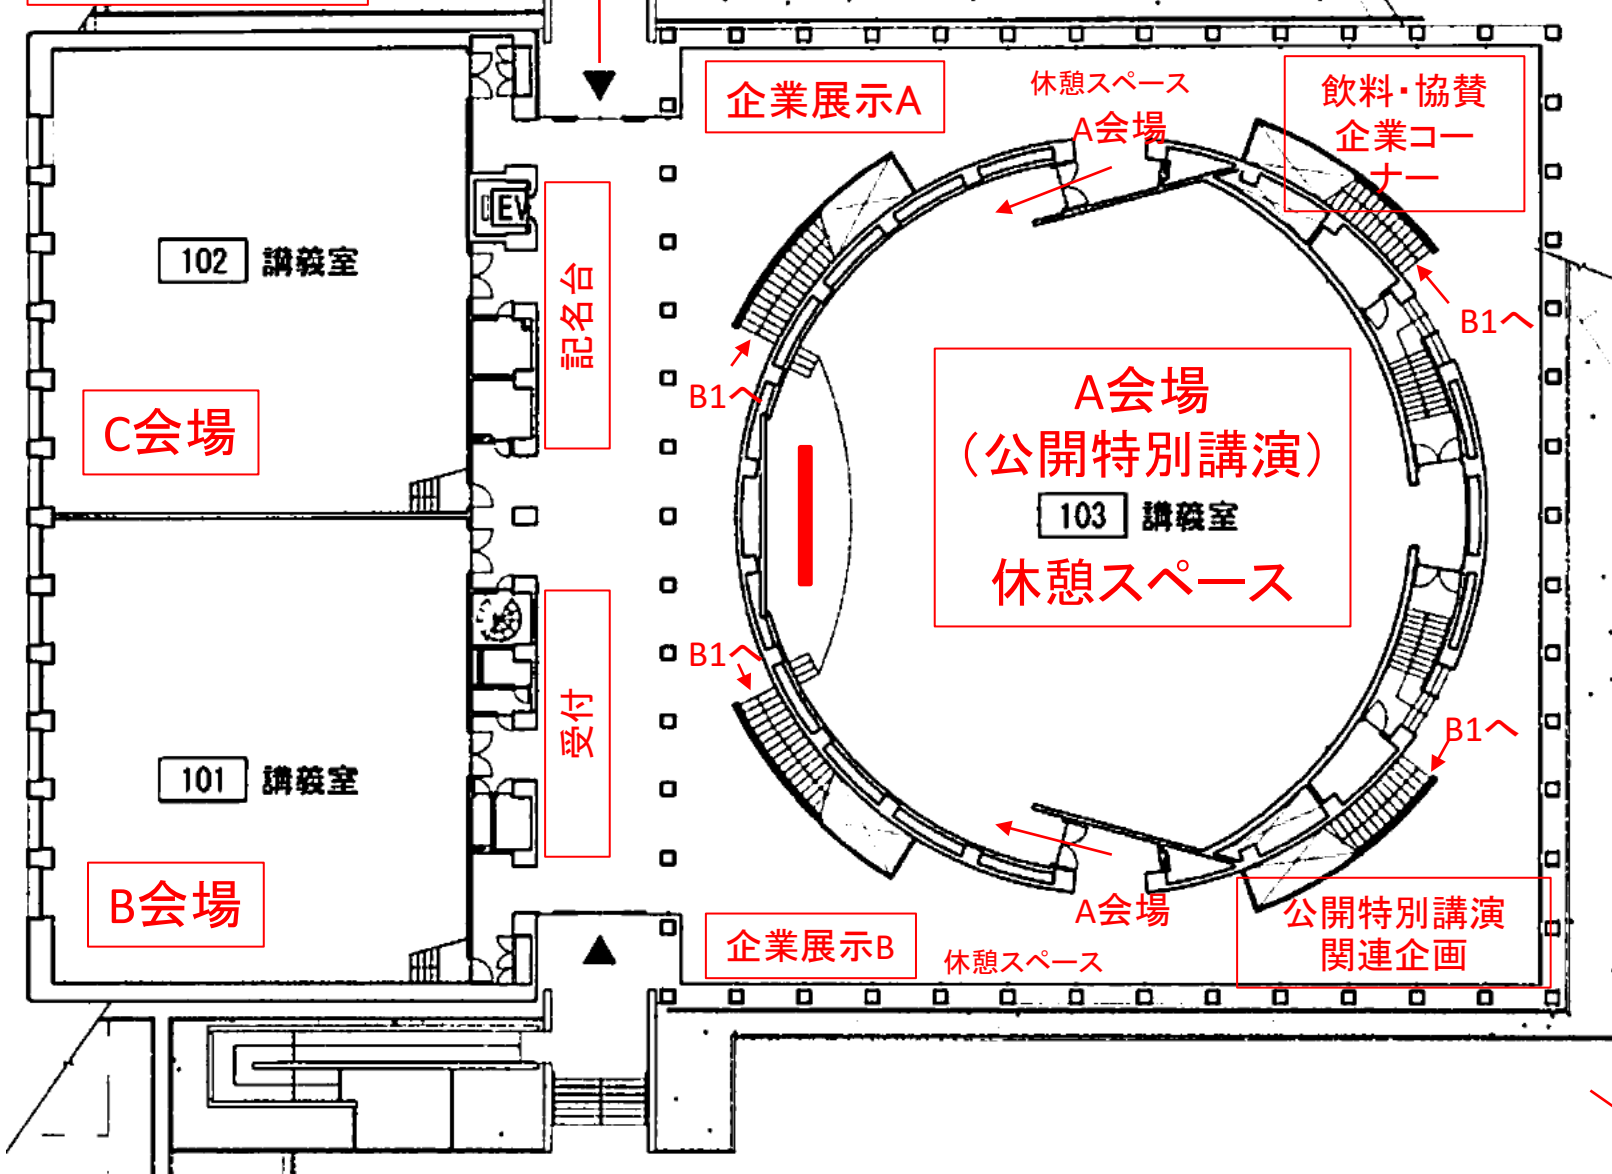 企業展示A
休憩スペース
A会場
飲料・協賛
企業コー
ナー
EV
102 講義室
記名台
B1へ
B1へ
C会場
A会場
（公開特別講演）
103 講義室
休憩スペース
B1へ
受付
B1へ
101 講義室
B会場
A会場
公開特別講演
関連企画
企業展示B
休憩スペース